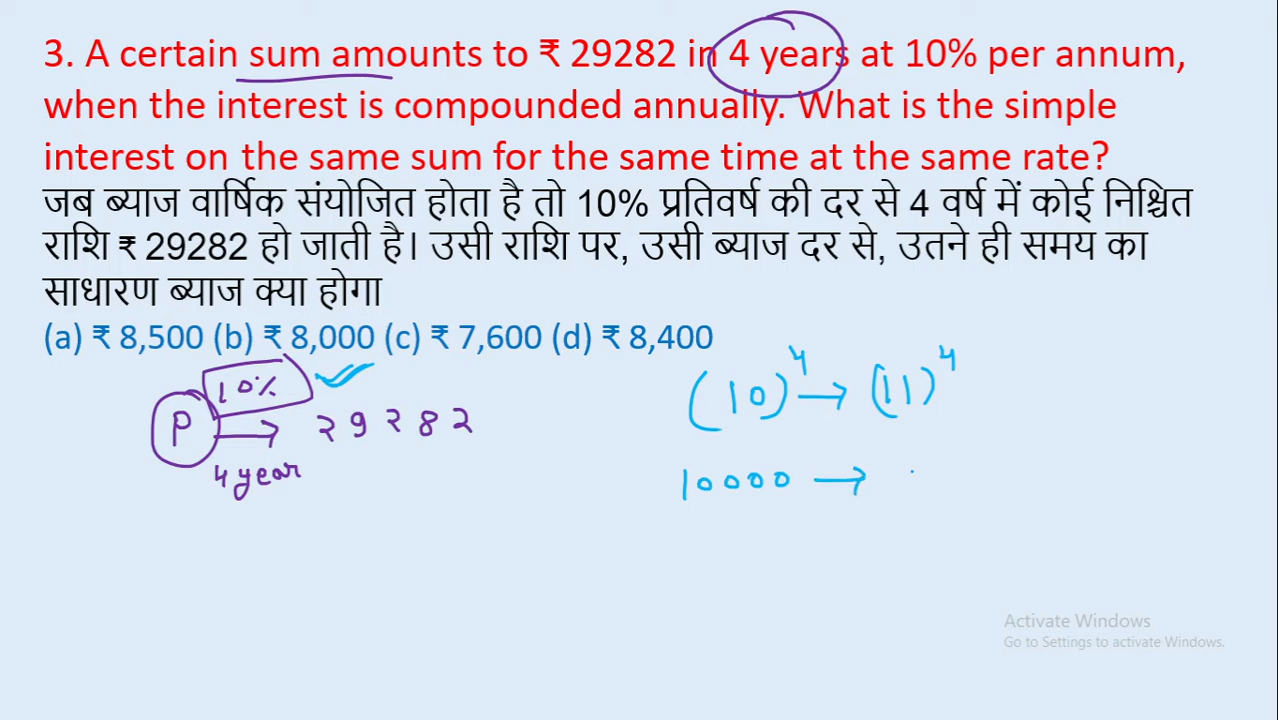 3. A certain sum amounts to ₹ 29282 in 4 years at 10% per annum,
when the interest is compounded annually. What is the simple
interest on the same sum for the same time at the same rate?
जब ब्याज वार्षिक संयोजित होता है तो 10% प्रतिवर्ष की दर से 4 वर्ष में कोई निश्चित
राशि ₹ 29282 हो जाती है। उसी राशि पर, उसी ब्याज दर से, उतने ही समय का
साधारण ब्याज क्या होगा
(a) ₹ 8,500 (b) ₹ 8,000 (c) ₹ 7,600 (d) ₹ 8,400
10%
P → 29282
4 year
(10)⁴ → (11)⁴
10000 →
Activate Windows
Go to Settings to activate Windows.